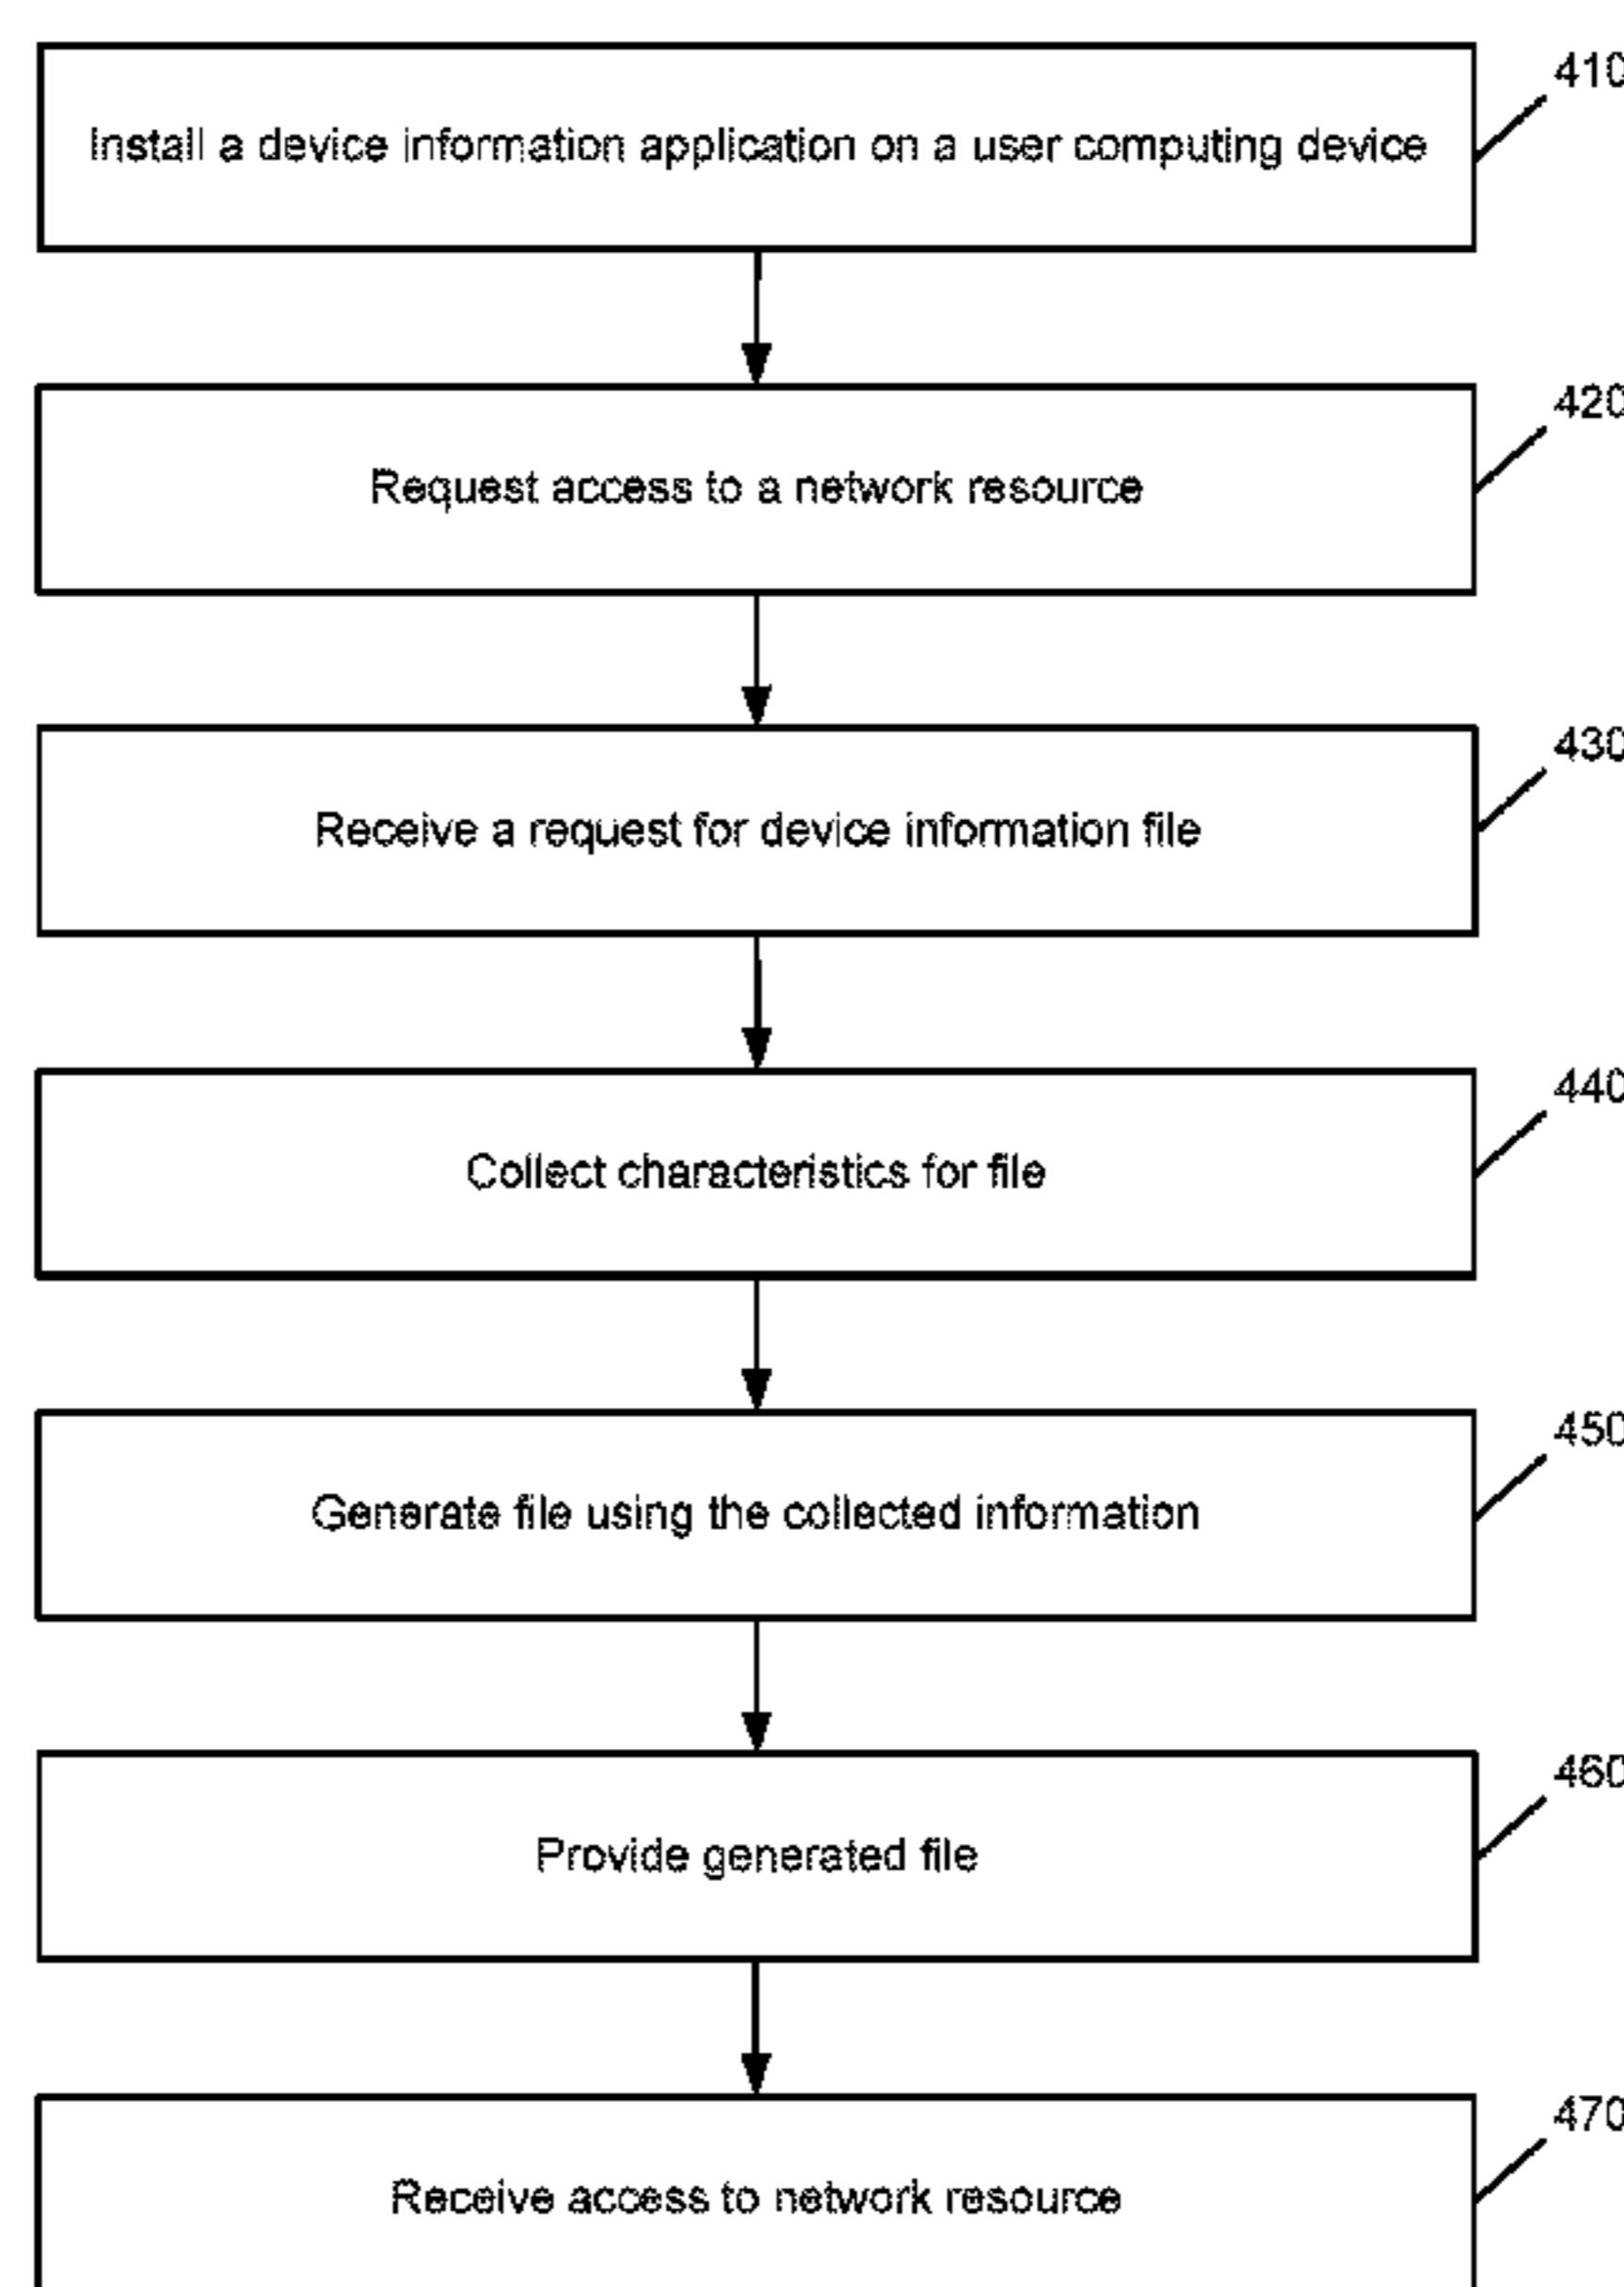 410
Install a device information application on a user computing device
420
Request access to a network resource
430
Receive a request for device information file
440
Collect characteristics for file
450
Generate file using the collected information
460
Provide generated file
470
Receive access to network resource